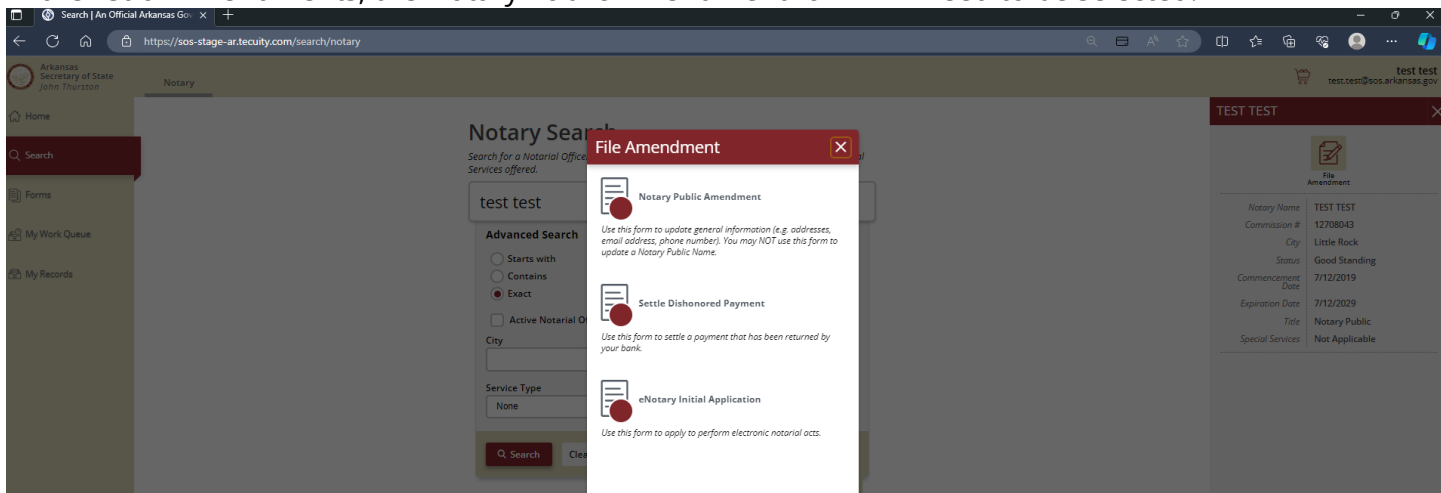 Search | An Official Arkansas Gov
https://sos-stage-ar.tecuity.com/search/notary
Arkansas
Secretary of State
John Thurston
Notary
test test
test.test@sos.arkansas.gov
Home
Search
Forms
My Work Queue
My Records
Notary Sear
Search for a Notarial Office
Services offered.
test test
Advanced Search
Starts with
Contains
Exact
Active Notarial O
City
Service Type
None
Search
Clea
File Amendment
Notary Public Amendment
Use this form to update general information (e.g. addresses,
email address, phone number). You may NOT use this form to
update a Notary Public Name.
Settle Dishonored Payment
Use this form to settle a payment that has been returned by
your bank.
eNotary Initial Application
Use this form to apply to perform electronic notarial acts.
TEST TEST
File
Amendment
Notary Name TEST TEST
Commission # 12708043
City Little Rock
Status Good Standing
Commencement
Date 7/12/2019
Expiration Date 7/12/2029
Title Notary Public
Special Services Not Applicable